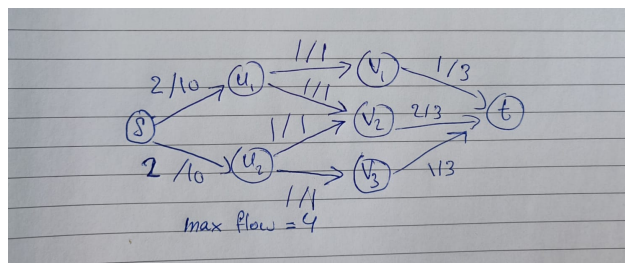 1/1
2/10
u₁
v₁
1/3
1/1
S
1/1
v₂
2/3
t
2/10
u₂
v₃
1/3
1/1
max flow = 4